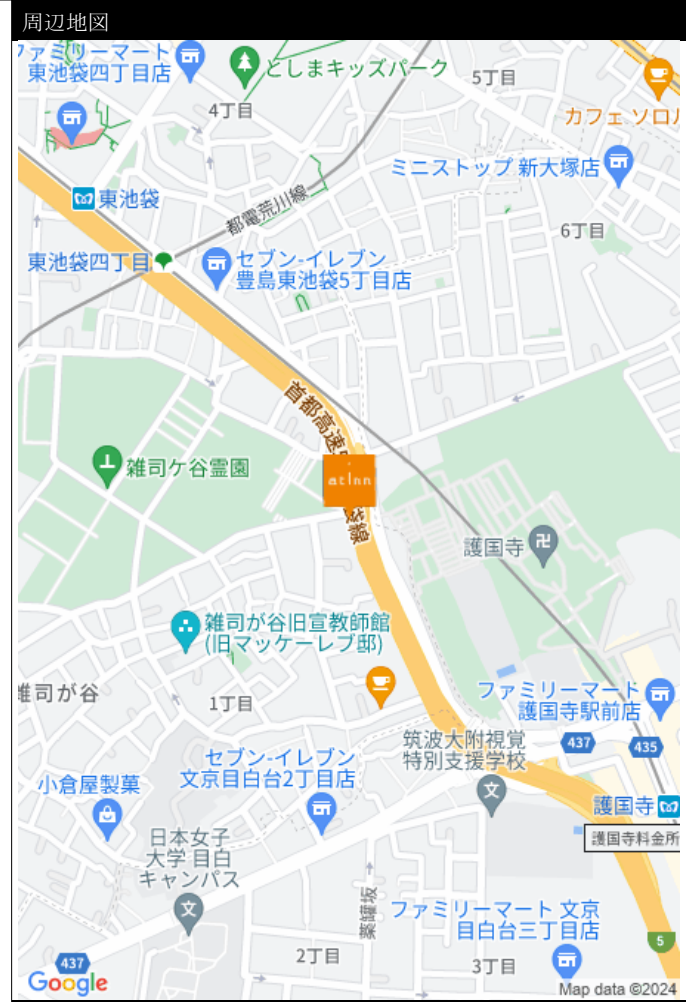 周辺地図
ファミリーマート
東池袋四丁目店
としまキッズパーク
5丁目
4丁目
カフェ ソロ
ミニストップ 新大塚店
東池袋
都電荒川線
6丁目
東池袋四丁目
セブン-イレブン
豊島東池袋5丁目店
首都高速
at inn
袋線
雑司ケ谷霊園
護国寺
雑司が谷旧宣教師館
(旧マッケーレブ邸)
雑司が谷
1丁目
ファミリーマート
護国寺駅前店
筑波大附視覚
特別支援学校
437
435
セブン-イレブン
文京目白台2丁目店
小倉屋製菓
護国寺
日本女子
大学 目白
キャンパス
護国寺料金所
薬罐坂
ファミリーマート 文京
目白台三丁目店
5
437
2丁目
3丁目
Google
Map data ©2024